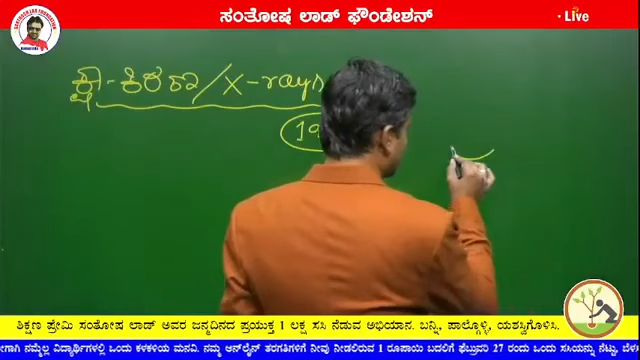 ಸಂತೋಷ ಲಾಡ್ ಫೌಂಡೇಶನ್
Live
ಕ್ಷ-ಕಿರಣ / X-rays
ಶಿಕ್ಷಣ ಪ್ರೇಮಿ ಸಂತೋಷ ಲಾಡ್ ಅವರ ಜನ್ಮದಿನದ ಪ್ರಯುಕ್ತ 1 ಲಕ್ಷ ಸಸಿ ನೆಡುವ ಅಭಿಯಾನ. ಬನ್ನಿ, ಪಾಲ್ಗೊಳ್ಳಿ, ಯಶಸ್ವಿಗೊಳಿಸಿ.
ನಮ್ಮೆಲ್ಲ ವಿದ್ಯಾರ್ಥಿಗಳಲ್ಲಿ ಒಂದು ಕಳಕಳಿಯ ಮನವಿ. ನಮ್ಮ ಆನ್‌ಲೈನ್ ತರಗತಿಗಳಿಗೆ ನೀವು ನೀಡಲಿರುವ 1 ರೂಪಾಯಿ ಬದಲಿಗೆ ಫೆಬ್ರುವರಿ 27 ರಂದು ಒಂದು ಸಸಿಯನ್ನು ನೆಟ್ಟು,